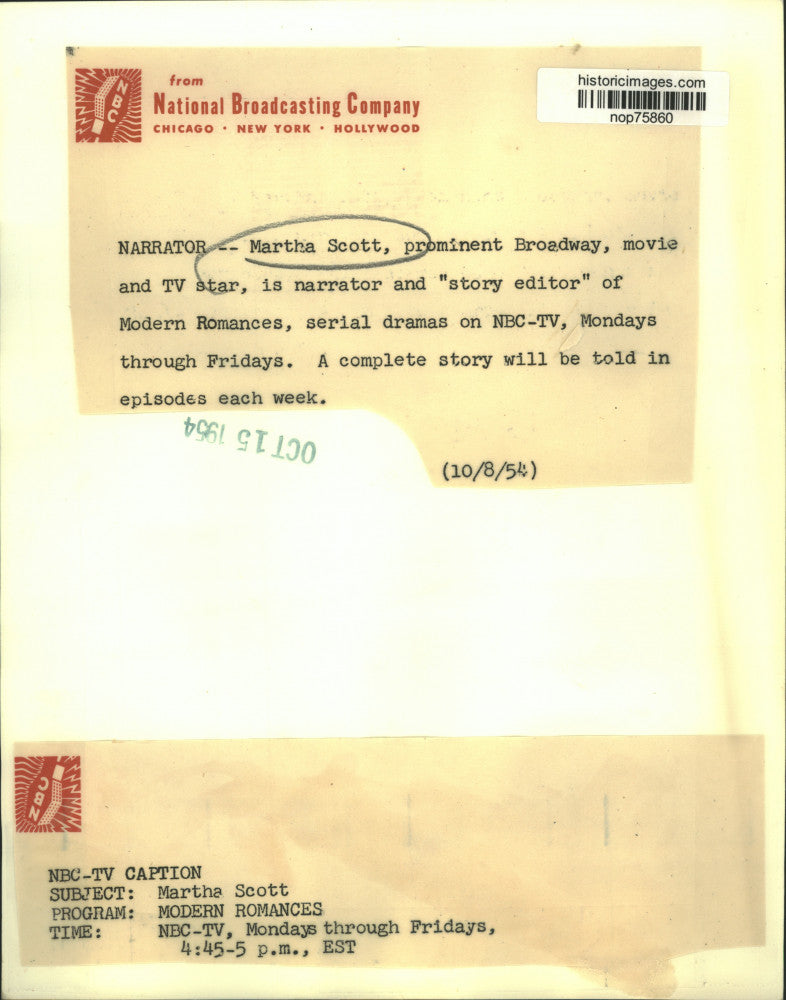 from
National Broadcasting Company
CHICAGO · NEW YORK · HOLLYWOOD
NBC
historicimages.com
nop75860
NARRATOR -- Martha Scott, prominent Broadway, movie
and TV star, is narrator and "story editor" of
Modern Romances, serial dramas on NBC-TV, Mondays
through Fridays. A complete story will be told in
episodes each week.
OCT 15 1954
(10/8/54)
NBC
NBC-TV CAPTION
SUBJECT: Martha Scott
PROGRAM: MODERN ROMANCES
TIME: NBC-TV, Mondays through Fridays,
4:45-5 p.m., EST